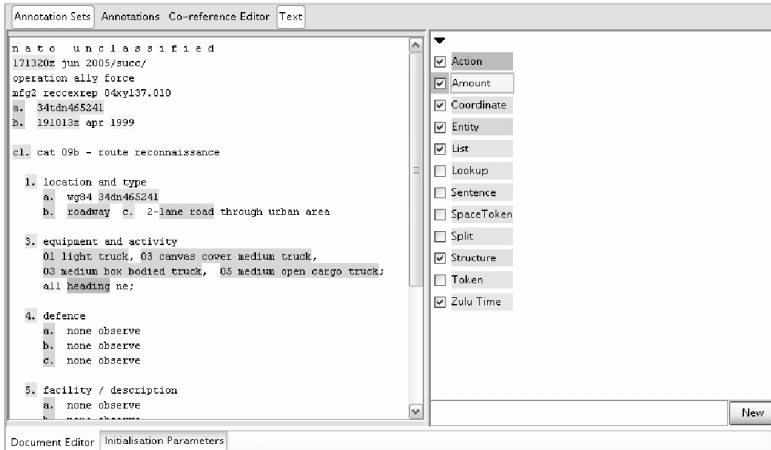 Annotation Sets Annotations Co-reference Editor Text
n a t o   u n c l a s s i f i e d
171320z jun 2005/succ/
operation ally force
mfg2 reccexrep 04xy137.010
a. 34tdn465241
b. 191013z apr 1999
c1. cat 09b - route reconnaissance
1. location and type
a. wg84 34tdn465241
b. roadway c. 2-lane road through urban area
3. equipment and activity
01 light truck, 03 canvas cover medium truck,
03 medium box bodied truck, 05 medium open cargo truck;
all heading ne;
4. defence
a. none observe
b. none observe
c. none observe
5. facility / description
a. none observe
Action
Amount
Coordinate
Entity
List
Lookup
Sentence
SpaceToken
Split
Structure
Token
Zulu Time
New
Document Editor Initialisation Parameters